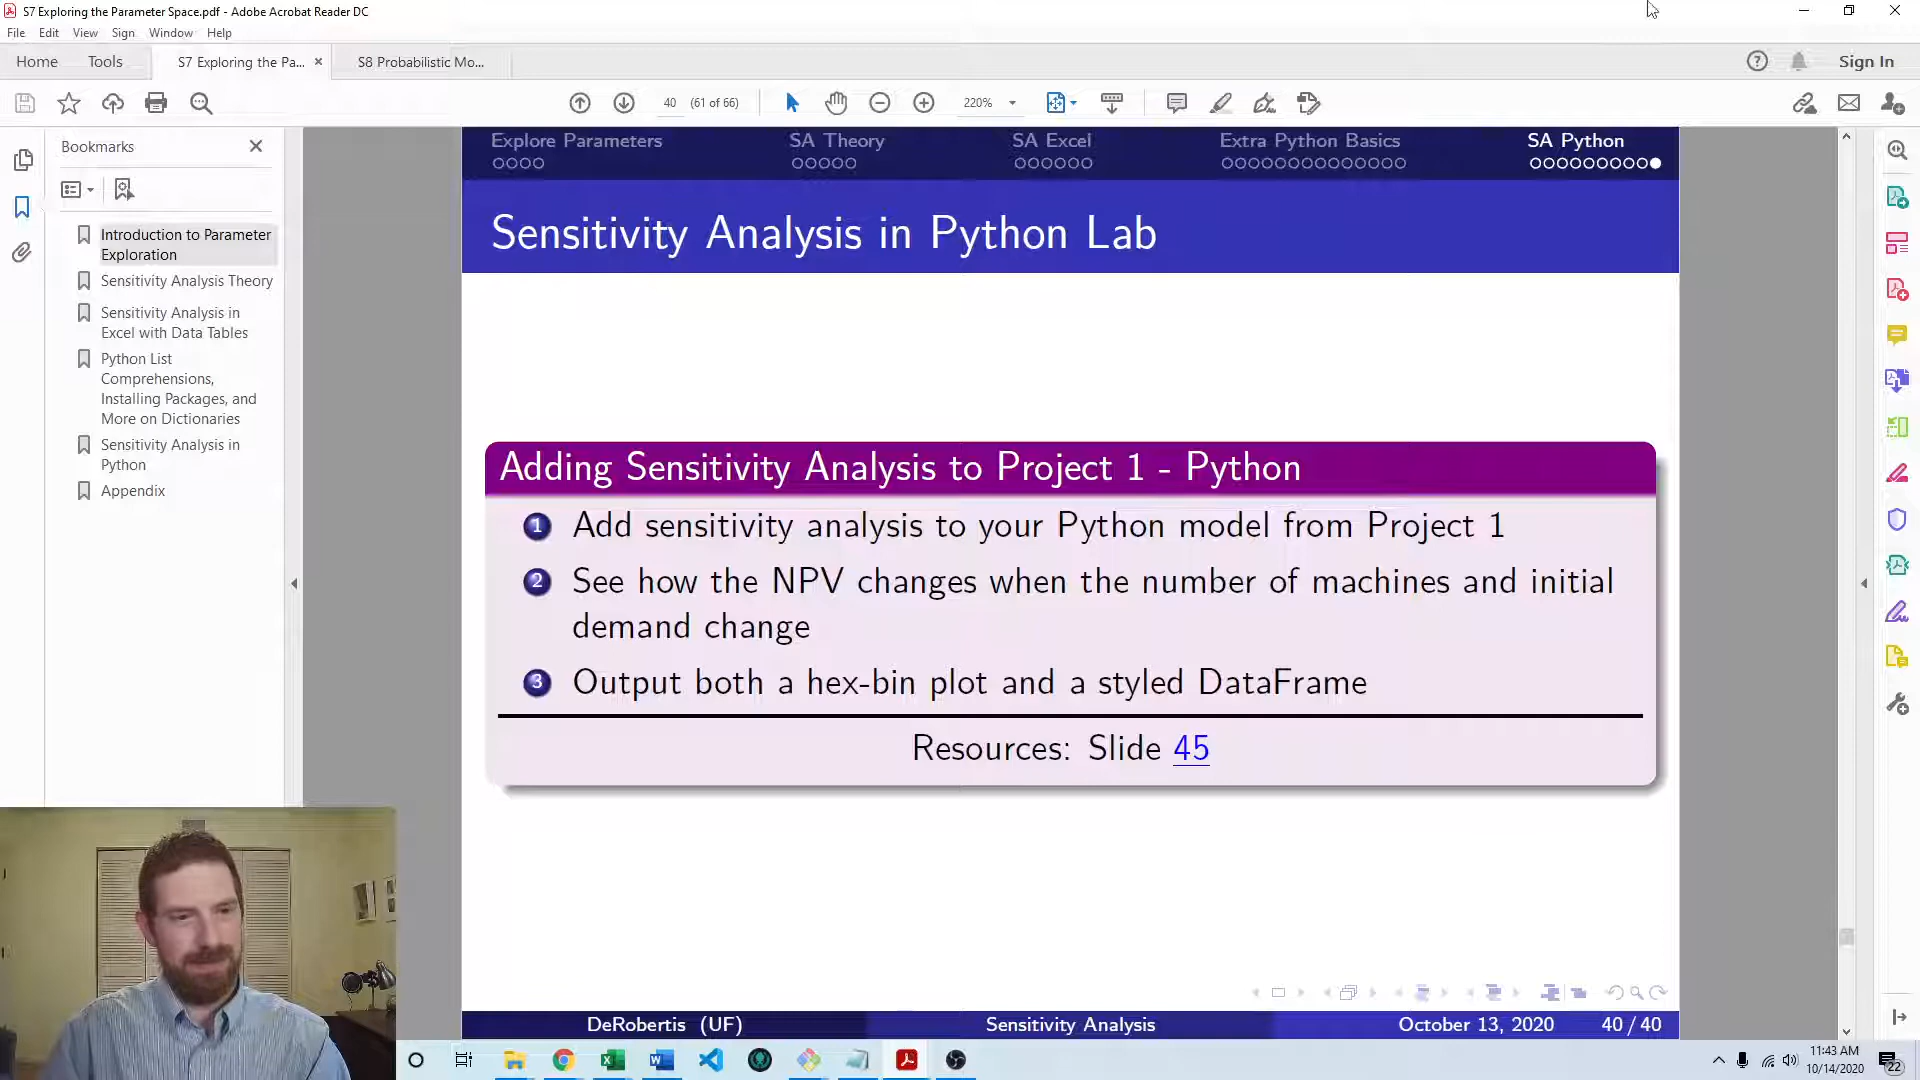 S7 Exploring the Parameter Space.pdf - Adobe Acrobat Reader DC
File Edit View Sign Window Help
Home Tools S7 Exploring the Pa... × S8 Probabilistic Mo... Sign In
40 (61 of 66) 220%
Bookmarks
Introduction to Parameter
Exploration
Sensitivity Analysis Theory
Sensitivity Analysis in
Excel with Data Tables
Python List
Comprehensions,
Installing Packages, and
More on Dictionaries
Sensitivity Analysis in
Python
Appendix
Explore Parameters SA Theory SA Excel Extra Python Basics SA Python
Sensitivity Analysis in Python Lab
Adding Sensitivity Analysis to Project 1 - Python
1 Add sensitivity analysis to your Python model from Project 1
2 See how the NPV changes when the number of machines and initial
demand change
3 Output both a hex-bin plot and a styled DataFrame
Resources: Slide 45
DeRobertis (UF) Sensitivity Analysis October 13, 2020 40 / 40
11:43 AM
10/14/2020
22